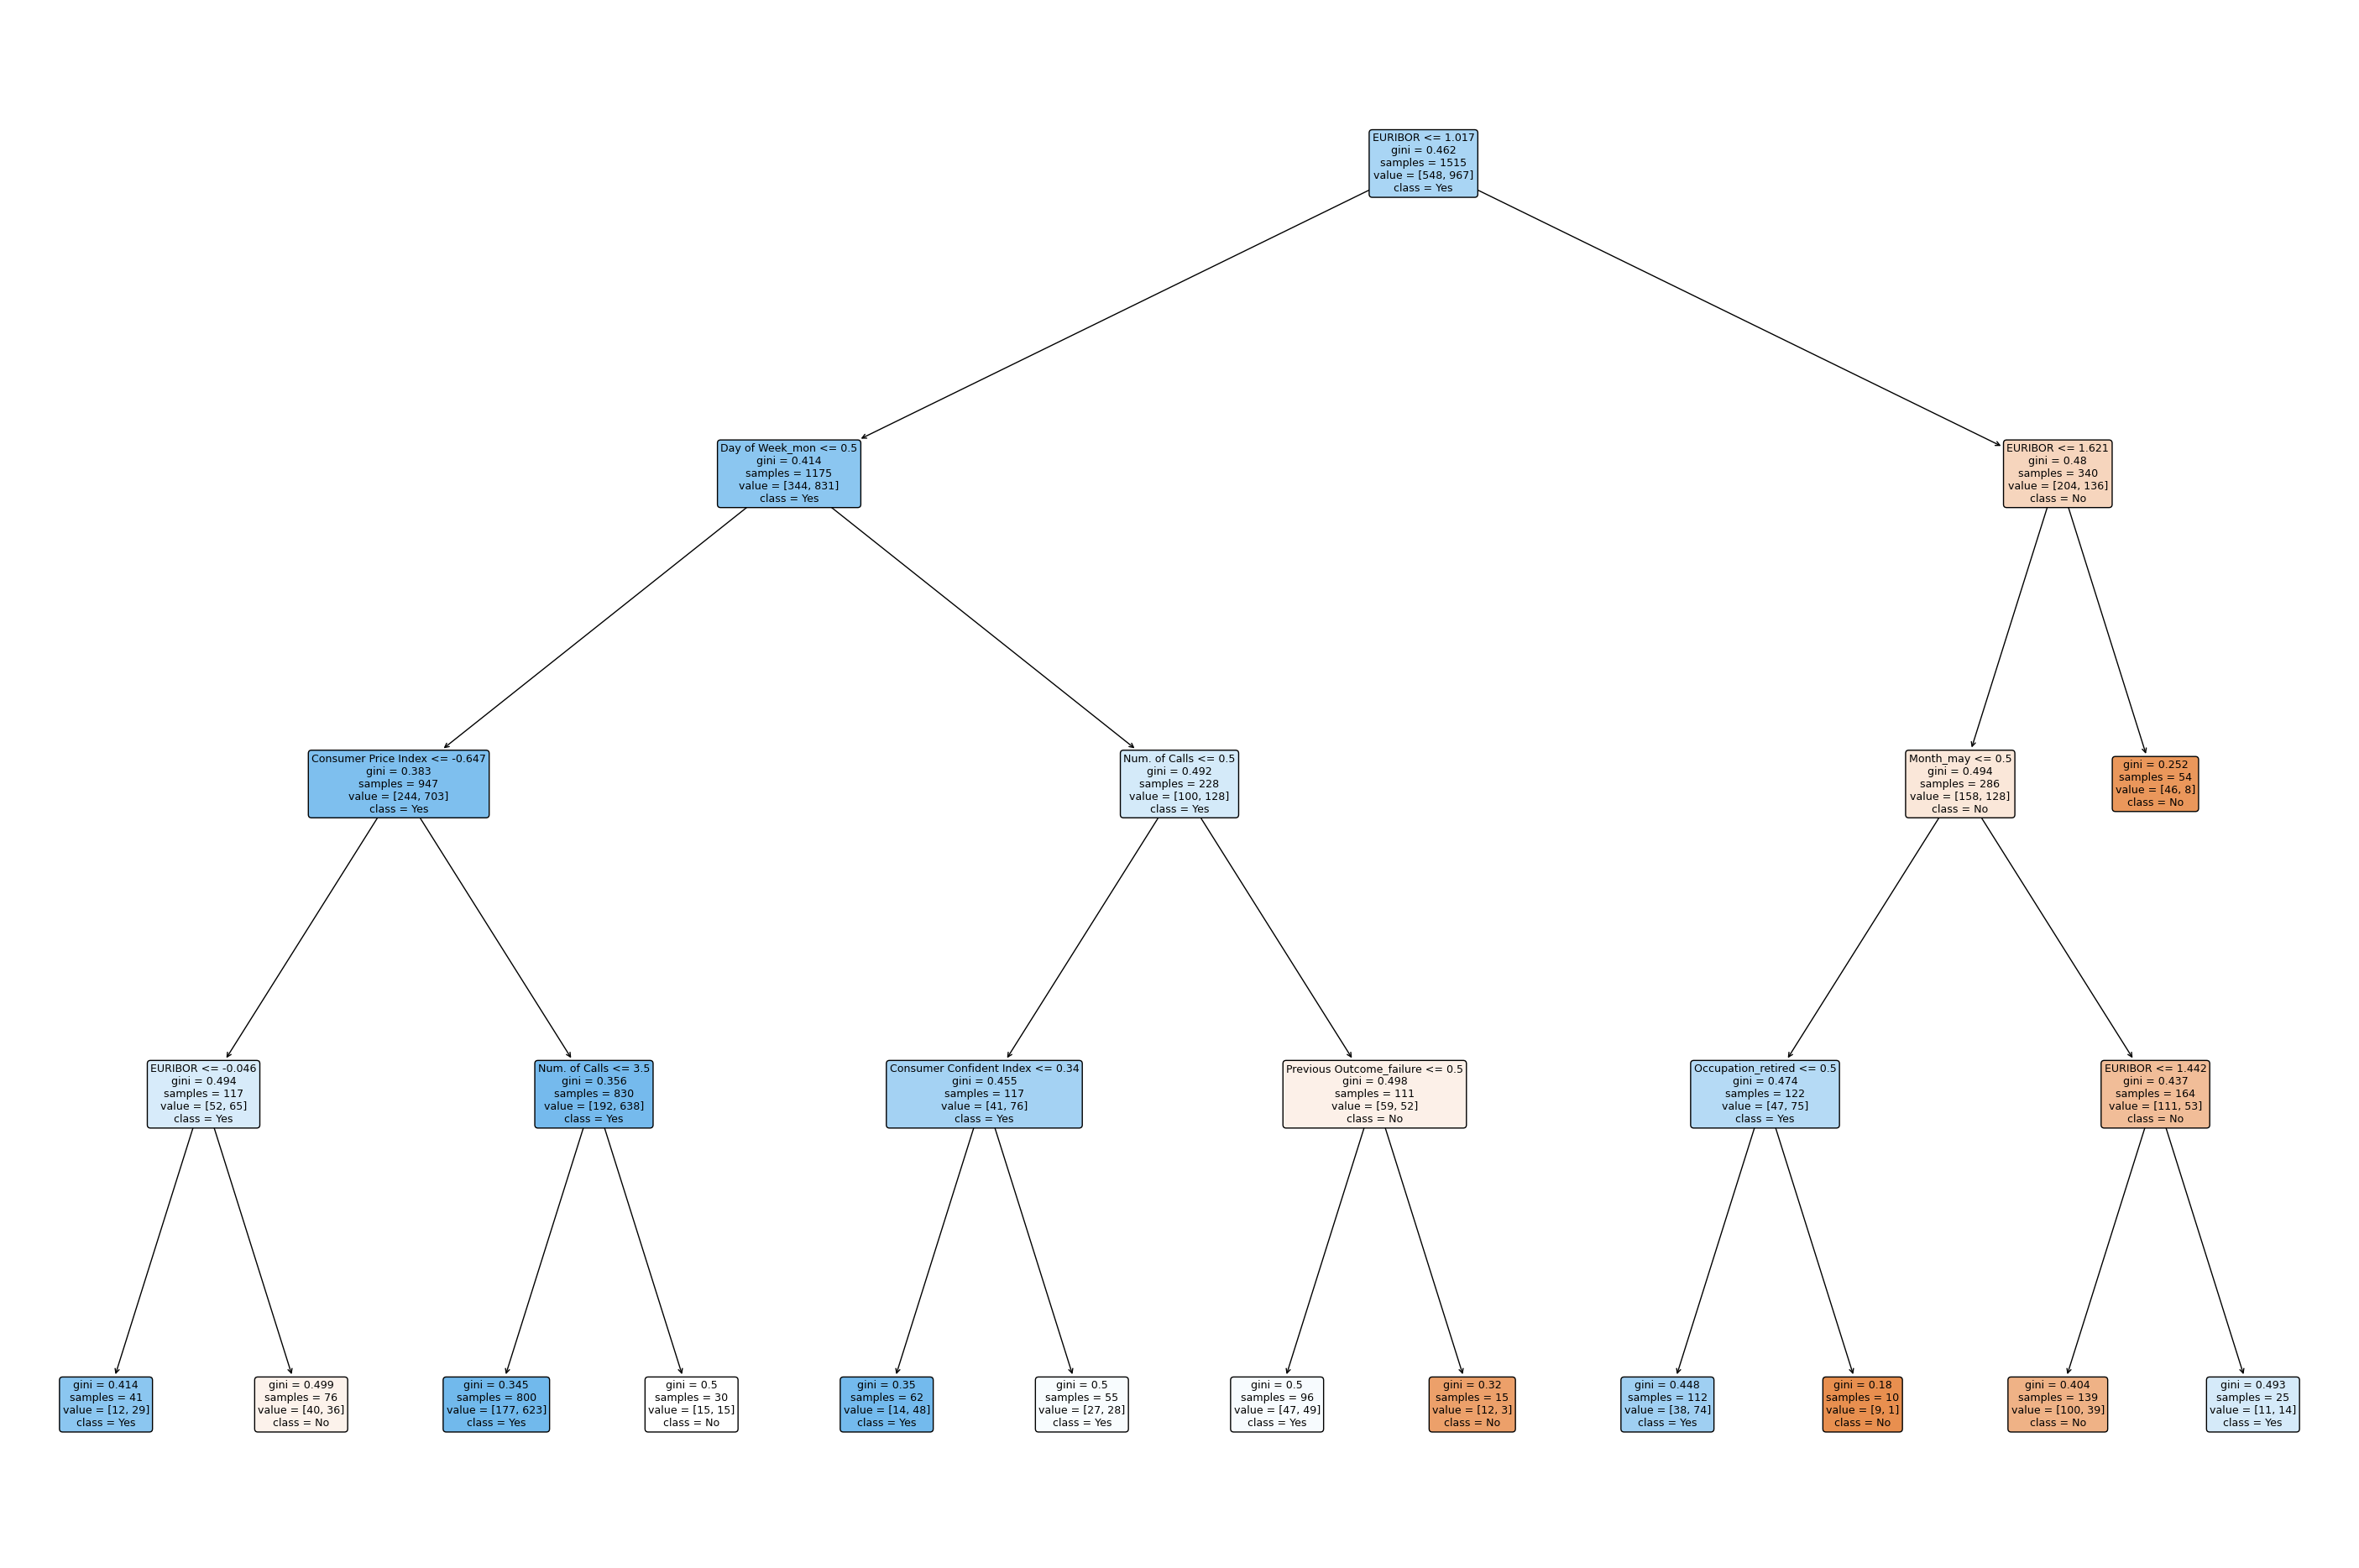 EURIBOR <= 1.017
gini = 0.462
samples = 1515
value = [548, 967]
class = Yes
Day of Week_mon <= 0.5
gini = 0.414
samples = 1175
value = [344, 831]
class = Yes
EURIBOR <= 1.621
gini = 0.48
samples = 340
value = [204, 136]
class = No
Consumer Price Index <= -0.647
gini = 0.383
samples = 947
value = [244, 703]
class = Yes
Num. of Calls <= 0.5
gini = 0.492
samples = 228
value = [100, 128]
class = Yes
Month_may <= 0.5
gini = 0.494
samples = 286
value = [158, 128]
class = No
gini = 0.252
samples = 54
value = [46, 8]
class = No
EURIBOR <= -0.046
gini = 0.494
samples = 117
value = [52, 65]
class = Yes
Num. of Calls <= 3.5
gini = 0.356
samples = 830
value = [192, 638]
class = Yes
Consumer Confident Index <= 0.34
gini = 0.455
samples = 117
value = [41, 76]
class = Yes
Previous Outcome_failure <= 0.5
gini = 0.498
samples = 111
value = [59, 52]
class = No
Occupation_retired <= 0.5
gini = 0.474
samples = 122
value = [47, 75]
class = Yes
EURIBOR <= 1.442
gini = 0.437
samples = 164
value = [111, 53]
class = No
gini = 0.414
samples = 41
value = [12, 29]
class = Yes
gini = 0.499
samples = 76
value = [40, 36]
class = No
gini = 0.345
samples = 800
value = [177, 623]
class = Yes
gini = 0.5
samples = 30
value = [15, 15]
class = No
gini = 0.35
samples = 62
value = [14, 48]
class = Yes
gini = 0.5
samples = 55
value = [27, 28]
class = Yes
gini = 0.5
samples = 96
value = [47, 49]
class = Yes
gini = 0.32
samples = 15
value = [12, 3]
class = No
gini = 0.448
samples = 112
value = [38, 74]
class = Yes
gini = 0.18
samples = 10
value = [9, 1]
class = No
gini = 0.404
samples = 139
value = [100, 39]
class = No
gini = 0.493
samples = 25
value = [11, 14]
class = Yes